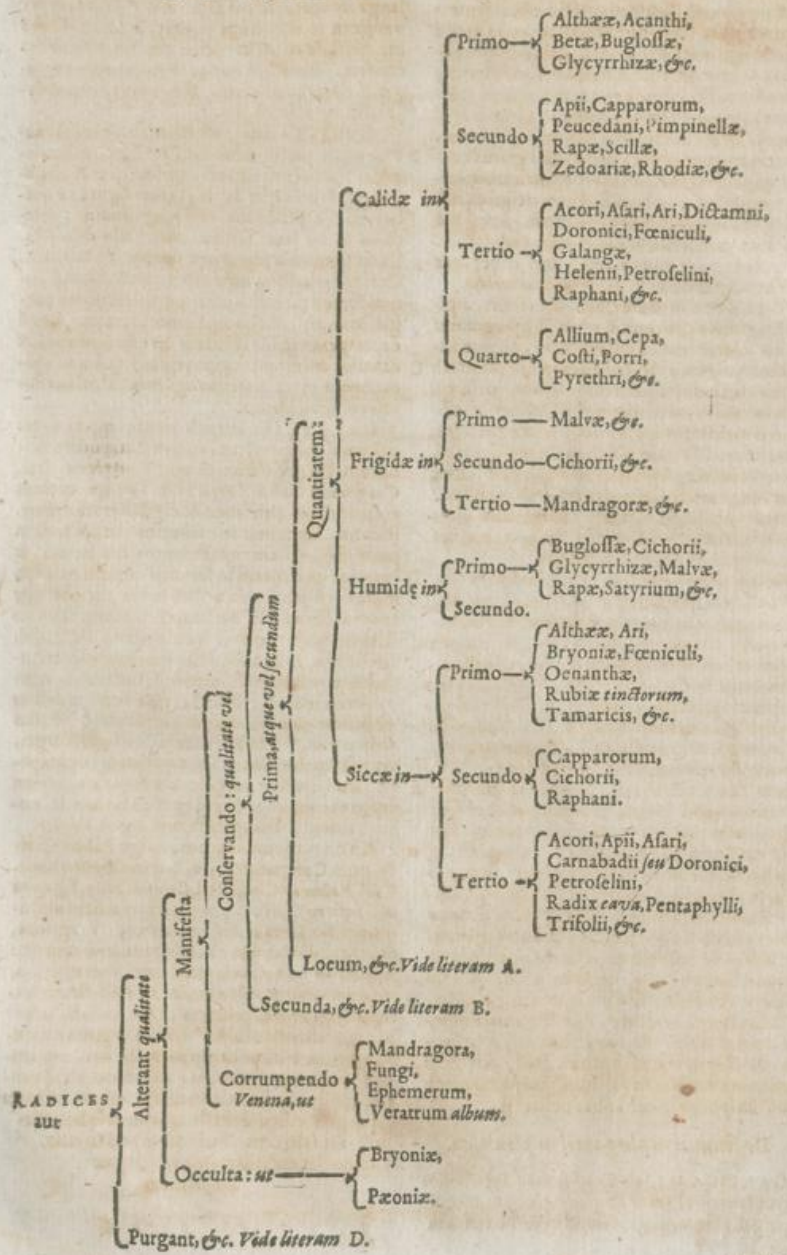 RADICES
aut
Alterant qualitate
Manifesta
Conservando: qualitate vel
Prima, atque vel secundum
Quantitatem:
Calidæ in
Primo
Althææ, Acanthi,
Betæ, Buglossæ,
Glycyrrhizæ, &c.
Secundo
Apii, Capparorum,
Peucedani, Pimpinellæ,
Rapæ, Scillæ,
Zedoariæ, Rhodiæ, &c.
Tertio
Acori, Asari, Ari, Dictamni,
Doronici, Fœniculi,
Galangæ,
Helenii, Petroselini,
Raphani, &c.
Quarto
Allium, Cepa,
Costi, Porri,
Pyrethri, &c.
Frigidæ in
Primo — Malvæ, &c.
Secundo — Cichorii, &c.
Tertio — Mandragoræ, &c.
Humidę in
Primo
Buglossæ, Cichorii,
Glycyrrhizæ, Malvæ,
Rapæ, Satyrium, &c.
Secundo.
Siccæ in
Primo
Althææ, Ari,
Bryoniæ, Fœniculi,
Oenanthæ,
Rubiæ tinctorum,
Tamaricis, &c.
Secundo
Capparorum,
Cichorii,
Raphani.
Tertio
Acori, Apii, Asari,
Carnabadii seu Doronici,
Petroselini,
Radix cava, Pentaphylli,
Trifolii, &c.
Locum, &c. Vide literam A.
Secunda, &c. Vide literam B.
Corrumpendo
Venena, ut
Mandragora,
Fungi,
Ephemerum,
Veratrum album.
Occulta: ut
Bryoniæ,
Pæoniæ.
Purgant, &c. Vide literam D.